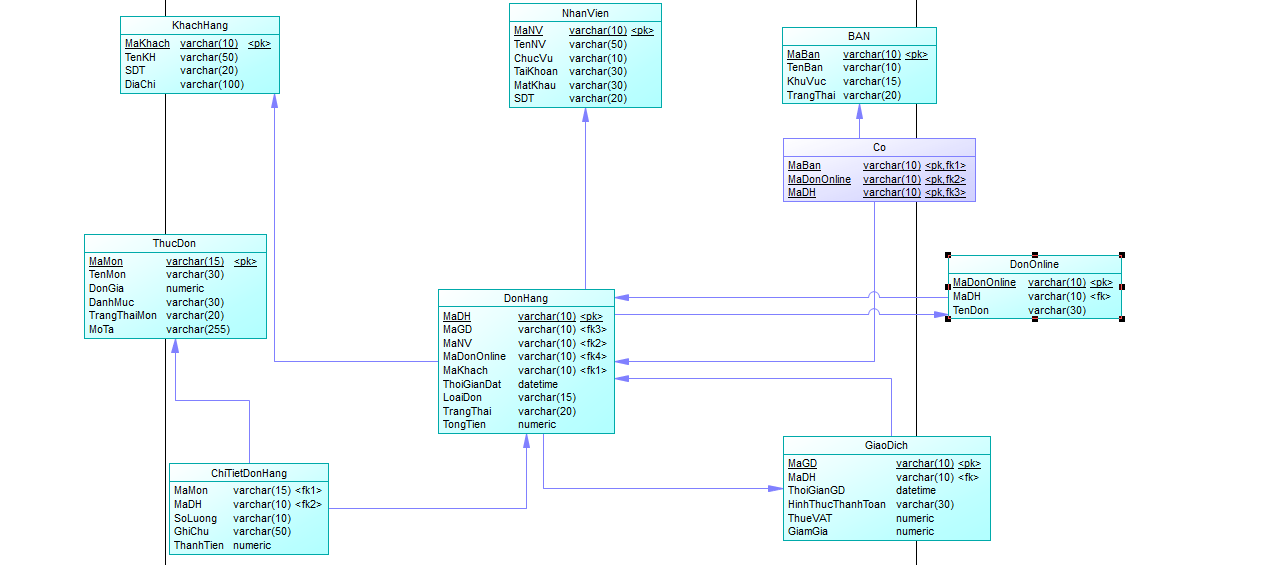 KhachHang
MaKhach varchar(10) <pk>
TenKH varchar(50)
SDT varchar(20)
DiaChi varchar(100)
NhanVien
MaNV varchar(10) <pk>
TenNV varchar(50)
ChucVu varchar(10)
TaiKhoan varchar(30)
MatKhau varchar(30)
SDT varchar(20)
BAN
MaBan varchar(10) <pk>
TenBan varchar(10)
KhuVuc varchar(15)
TrangThai varchar(20)
Co
MaBan varchar(10) <pk,fk1>
MaDonOnline varchar(10) <pk,fk2>
MaDH varchar(10) <pk,fk3>
ThucDon
MaMon varchar(15) <pk>
TenMon varchar(30)
DonGia numeric
DanhMuc varchar(30)
TrangThaiMon varchar(20)
MoTa varchar(255)
DonOnline
MaDonOnline varchar(10) <pk>
MaDH varchar(10) <fk>
TenDon varchar(30)
DonHang
MaDH varchar(10) <pk>
MaGD varchar(10) <fk3>
MaNV varchar(10) <fk2>
MaDonOnline varchar(10) <fk4>
MaKhach varchar(10) <fk1>
ThoiGianDat datetime
LoaiDon varchar(15)
TrangThai varchar(20)
TongTien numeric
ChiTietDonHang
MaMon varchar(15) <fk1>
MaDH varchar(10) <fk2>
SoLuong varchar(10)
GhiChu varchar(50)
ThanhTien numeric
GiaoDich
MaGD varchar(10) <pk>
MaDH varchar(10) <fk>
ThoiGianGD datetime
HinhThucThanhToan varchar(30)
ThueVAT numeric
GiamGia numeric